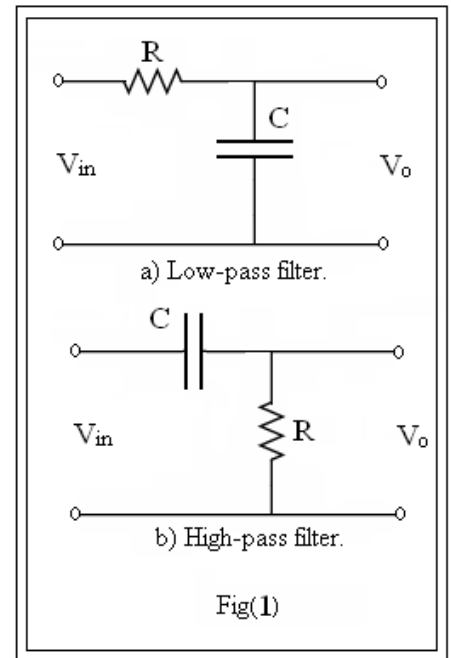 R
C
Vin
Vo
a) Low-pass filter.
C
Vin
R
Vo
b) High-pass filter.
Fig(1)